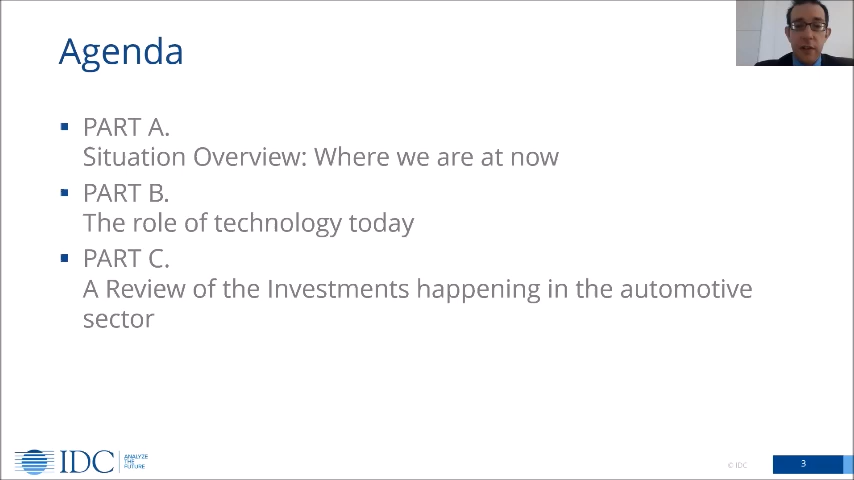 Agenda
PART A.
Situation Overview: Where we are at now
PART B.
The role of technology today
PART C.
A Review of the Investments happening in the automotive
sector
IDC
ANALYZE
THE
FUTURE
© IDC
3